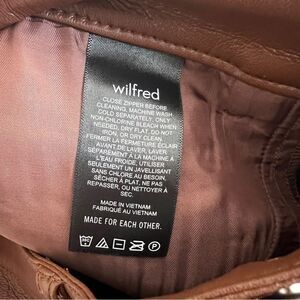 wilfred
CLOSE ZIPPER BEFORE
CLEANING, MACHINE WASH
COLD SEPARATELY, ONLY
NON-CHLORINE BLEACH WHEN
NEEDED, DRY FLAT. DO NOT
IRON, OR DRY CLEAN.
FERMER LA FERMETURE ÉCLAIR
AVANT DE LAVER, LAVER
SÉPARÉMENT À LA MACHINE À
L'EAU FROIDE, UTILISER
SEULEMENT UN JAVELLISANT
SANS CHLORE AU BESOIN,
SÉCHER À PLAT, NE PAS
REPASSER, OU NETTOYER À
SEC.
MADE IN VIETNAM
FABRIQUÉ AU VIETNAM
MADE FOR EACH OTHER.
P